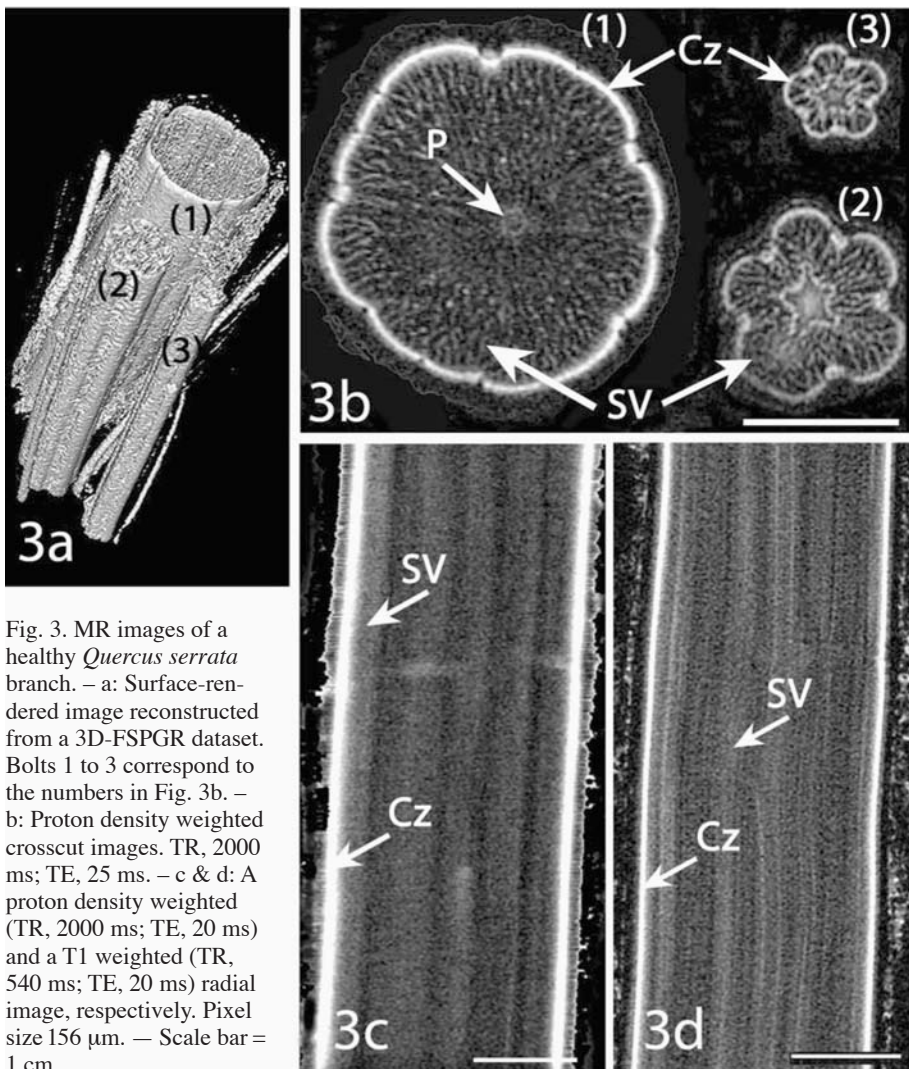 (1)
(2)
(3)
3a
(1)
(3)
Cz
P
(2)
3b
SV
Fig. 3. MR images of a
healthy Quercus serrata
branch. – a: Surface-ren-
dered image reconstructed
from a 3D-FSPGR dataset.
Bolts 1 to 3 correspond to
the numbers in Fig. 3b. –
b: Proton density weighted
crosscut images. TR, 2000
ms; TE, 25 ms. – c & d: A
proton density weighted
(TR, 2000 ms; TE, 20 ms)
and a T1 weighted (TR,
540 ms; TE, 20 ms) radial
image, respectively. Pixel
size 156 μm. — Scale bar =
1 cm
SV
Cz
3c
SV
Cz
3d